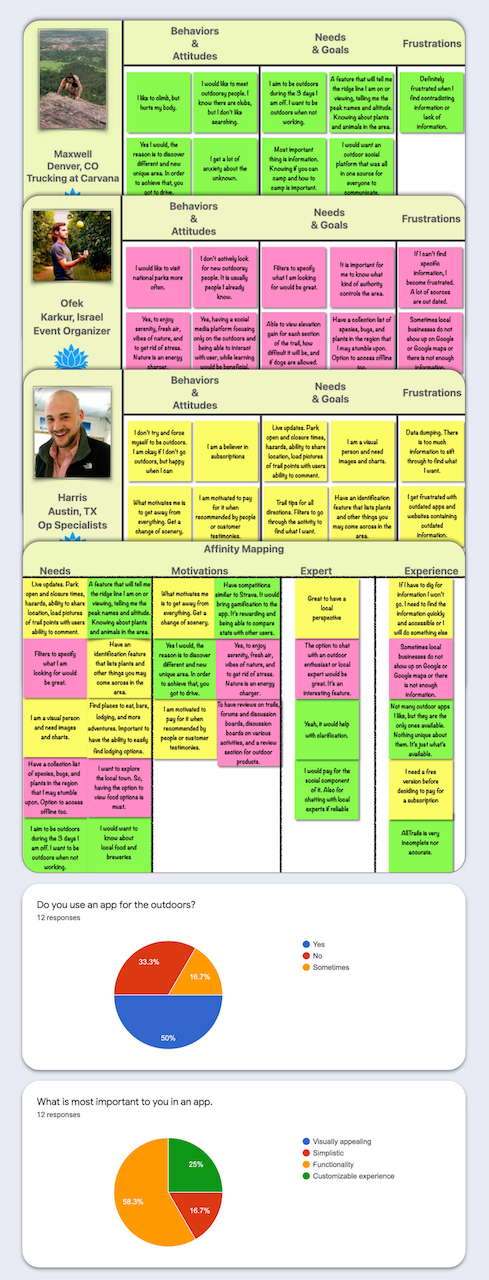 Behaviors
&
Attitudes
Needs
& Goals
Frustrations
Maxwell
Denver, CO
Trucking at Carvana
I like to climb, but
hurts my body.
I would like to meet
outdoorsy people. I
know there are clubs,
but I don't like
searching.
I aim to be outdoors
during the 3 days I
am off. I want to be
outdoors when not
working.
A feature that will tell me
the ridge line I am on or
viewing, telling me the
peak names and altitude.
Knowing about plants
and animals in the area.
Definitely
frustrated when I
find contradicting
information or
lack of
information.
Yes I would, the
reason is to discover
different and new
unique area. In order
to achieve that, you
got to drive.
I get a lot of
anxiety about the
unknown.
Most important
thing is information.
Knowing if you can
camp and how to
camp is important.
I would want an
outdoor social
platform that was all
in one source for
everyone to
communicate.
Behaviors
&
Attitudes
Needs
& Goals
Frustrations
Ofek
Karkur, Israel
Event Organizer
I would like to visit
national parks more
often.
I don't actively look
for new outdoorsy
people. It is usually
people I already
know.
Filters to specify
what I am looking
for would be great.
It is important for
me to know what
kind of authority
controls the area.
If I can't find
specific
information, I
become frustrated.
A lot of sources
are out dated.
Yes, to enjoy
serenity, fresh air,
vibes of nature, and
to get rid of stress.
Nature is an energy
charger.
Yes, having a social
media platform focusing
only on the outdoors and
being able to interact
with user, while learning
would be beneficial.
Able to view elevation
gain for each section
of the trail, how
difficult it will be, and
if dogs are allowed.
Have a collection list of
species, bugs, and
plants in the region that
I may stumble upon.
Option to access offline
too.
Sometimes local
businesses do not
show up on Google
or Google maps or
there is not enough
information.
Behaviors
&
Attitudes
Needs
& Goals
Frustrations
Harris
Austin, TX
Op Specialists
I don't try and force
myself to be outdoors.
I am okay if I don't go
outdoors, but happy
when I can
I am a believer in
subscriptions
Live updates. Park
open and closure times,
hazards, ability to share
location, load pictures
of trail points with users
ability to comment.
I am a visual
person and need
images and charts.
Data dumping. There
is too much
information to sift
through to find what
I want.
What motivates me is
to get away from
everything. Get a
change of scenery.
I am motivated to pay
for it when
recommended by people
or customer
testimonies.
Trail tips for all
directions. Filters to go
through the activity to
find what I want.
Have an identification
feature that lists plants
and other things you
may come across in the
area.
I get frustrated with
outdated apps and
websites containing
outdated
information.
Affinity Mapping
Needs
Motivations
Expert
Experience
Live updates. Park
open and closure times,
hazards, ability to share
location, load pictures
of trail points with users
ability to comment.
A feature that will tell me
the ridge line I am on or
viewing, telling me the
peak names and altitude.
Knowing about plants
and animals in the area.
What motivates me
is to get away from
everything. Get a
change of scenery.
Have competitions
similar to Strava. It would
bring gamification to the
app. It's rewarding and
being able to compare
stats with other users.
Great to have a
local
perspective
If I have to dig for
information I won't
go. I need to find the
information quickly
and accessible or I
will do something else
Filters to specify
what I am
looking for would
be great.
Have an
identification feature
that lists plants and
other things you may
come across in the
area.
Yes I would, the
reason is to discover
different and new
unique area. In order
to achieve that, you
got to drive.
Yes, to enjoy
serenity, fresh air,
vibes of nature, and
to get rid of stress.
Nature is an energy
charger.
The option to
chat with an outdoor
enthusiast or local
expert would be
great. It's an
interesting feature.
Sometimes local
businesses do not
show up on Google or
Google maps or there
is not enough
information.
I am a visual person
and need images
and charts.
Find places to eat, bars,
lodging, and more
adventures. Important to
have the ability to easily
find lodging options.
I am motivated to
pay for it when
recommended by
people or customer
testimonies.
To have reviews on trails,
forums and discussion
boards, discussion
boards on various
activities, and a review
section for outdoor
products.
Yeah, it would help
with clarification.
Not many outdoor apps
I like, but they are the
only ones available.
Nothing unique
about them. It's just
what's available.
Have a collection list
of species, bugs, and
plants in the region
that I may stumble
upon. Option to access
offline too.
I want to explore
the local town. So,
having the option to
view food options is
must.
I would pay for the
social component
of it. Also for
chatting with local
experts if reliable
I need a free
version before
deciding to pay for
a subscription
I aim to be outdoors
during the 3 days I
am off. I want to be
outdoors when not
working.
I would want to
know about
local food and
breweries
AllTrails is very
incomplete nor
accurate.
Do you use an app for the outdoors?
12 responses
33.3%
16.7%
50%
Yes
No
Sometimes
What is most important to you in an app.
12 responses
25%
58.3%
16.7%
Visually appealing
Simplistic
Functionality
Customizable experience